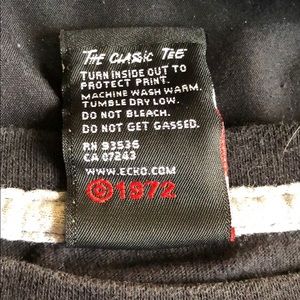 THE CLASSIC TEE
TURN INSIDE OUT TO
PROTECT PRINT.
MACHINE WASH WARM.
TUMBLE DRY LOW.
DO NOT BLEACH.
DO NOT GET GASSED.
RN 93536
CA 07243
WWW.ECKO.COM
©1972